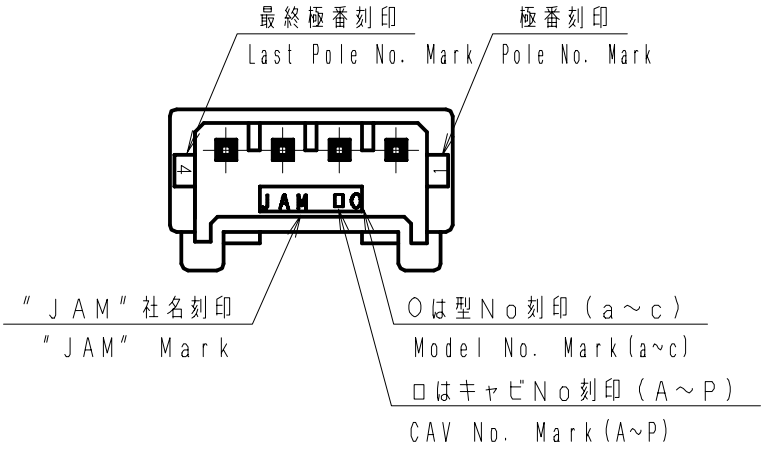 最終極番刻印
Last Pole No. Mark
極番刻印
Pole No. Mark
4
1
JAM □○
"JAM"社名刻印
"JAM" Mark
○は型No刻印(a～c)
Model No. Mark(a~c)
□はキャビNo刻印(A～P)
CAV No. Mark(A~P)